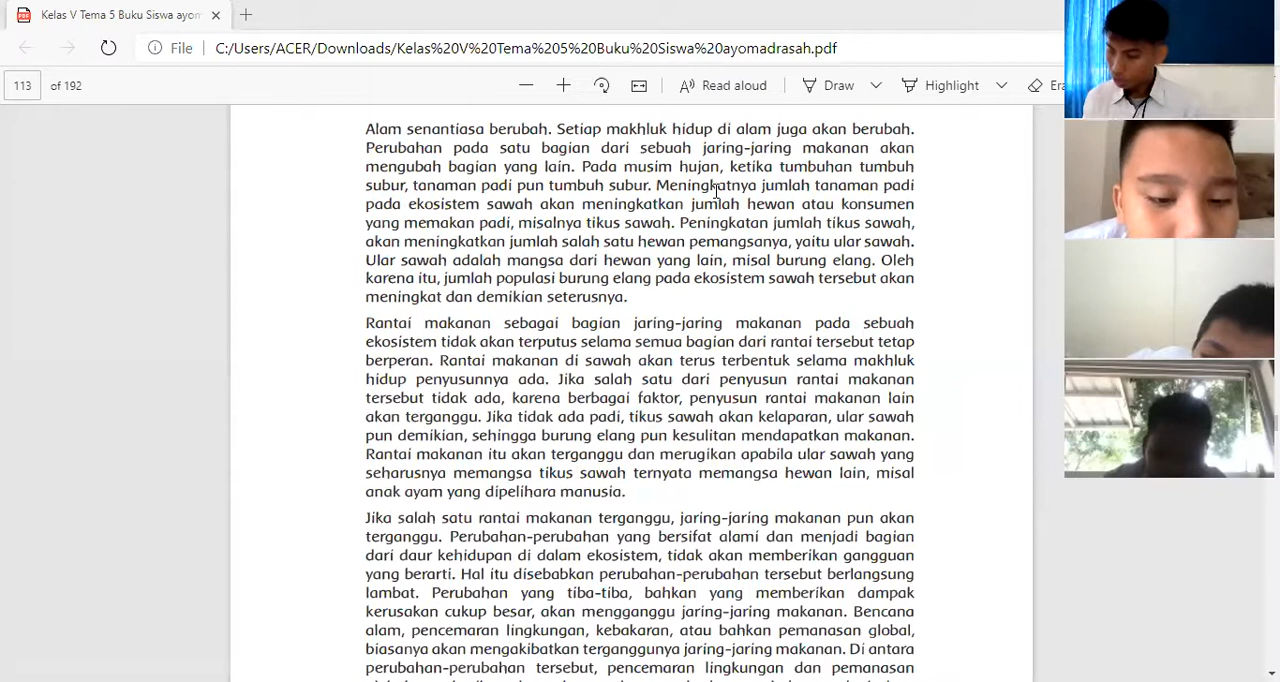 Kelas V Tema 5 Buku Siswa ayom
File
C:/Users/ACER/Downloads/Kelas%20V%20Tema%205%20Buku%20Siswa%20ayomadrasah.pdf
113 of 192
Read aloud
Draw
Highlight
Era
Alam senantiasa berubah. Setiap makhluk hidup di alam juga akan berubah.
Perubahan pada satu bagian dari sebuah jaring-jaring makanan akan
mengubah bagian yang lain. Pada musim hujan, ketika tumbuhan tumbuh
subur, tanaman padi pun tumbuh subur. Meningkatnya jumlah tanaman padi
pada ekosistem sawah akan meningkatkan jumlah hewan atau konsumen
yang memakan padi, misalnya tikus sawah. Peningkatan jumlah tikus sawah,
akan meningkatkan jumlah salah satu hewan pemangsanya, yaitu ular sawah.
Ular sawah adalah mangsa dari hewan yang lain, misal burung elang. Oleh
karena itu, jumlah populasi burung elang pada ekosistem sawah tersebut akan
meningkat dan demikian seterusnya.
Rantai makanan sebagai bagian jaring-jaring makanan pada sebuah
ekosistem tidak akan terputus selama semua bagian dari rantai tersebut tetap
berperan. Rantai makanan di sawah akan terus terbentuk selama makhluk
hidup penyusunnya ada. Jika salah satu dari penyusun rantai makanan
tersebut tidak ada, karena berbagai faktor, penyusun rantai makanan lain
akan terganggu. Jika tidak ada padi, tikus sawah akan kelaparan, ular sawah
pun demikian, sehingga burung elang pun kesulitan mendapatkan makanan.
Rantai makanan itu akan terganggu dan merugikan apabila ular sawah yang
seharusnya memangsa tikus sawah ternyata memangsa hewan lain, misal
anak ayam yang dipelihara manusia.
Jika salah satu rantai makanan terganggu, jaring-jaring makanan pun akan
terganggu. Perubahan-perubahan yang bersifat alami dan menjadi bagian
dari daur kehidupan di dalam ekosistem, tidak akan memberikan gangguan
yang berarti. Hal itu disebabkan perubahan-perubahan tersebut berlangsung
lambat. Perubahan yang tiba-tiba, bahkan yang memberikan dampak
kerusakan cukup besar, akan mengganggu jaring-jaring makanan. Bencana
alam, pencemaran lingkungan, kebakaran, atau bahkan pemanasan global,
biasanya akan mengakibatkan terganggunya jaring-jaring makanan. Di antara
perubahan-perubahan tersebut, pencemaran lingkungan dan pemanasan